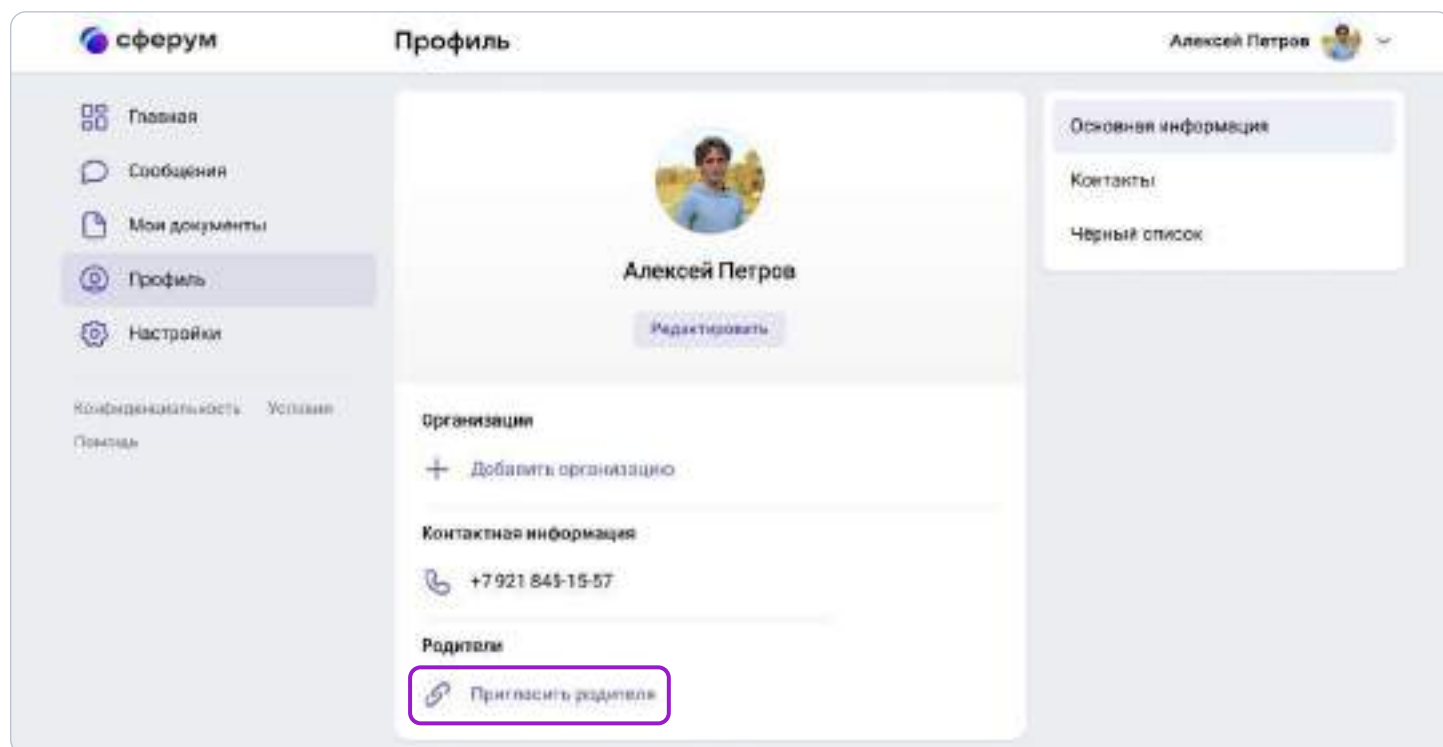 сферум
Профиль
Алексей Петров
Главная
Сообщения
Мои документы
Профиль
Настройки
Конфиденциальность Условия
Помощь
Алексей Петров
Редактировать
Организации
Добавить организацию
Контактная информация
+7 921 845-15-57
Родители
Пригласить родителя
Основная информация
Контакты
Чёрный список